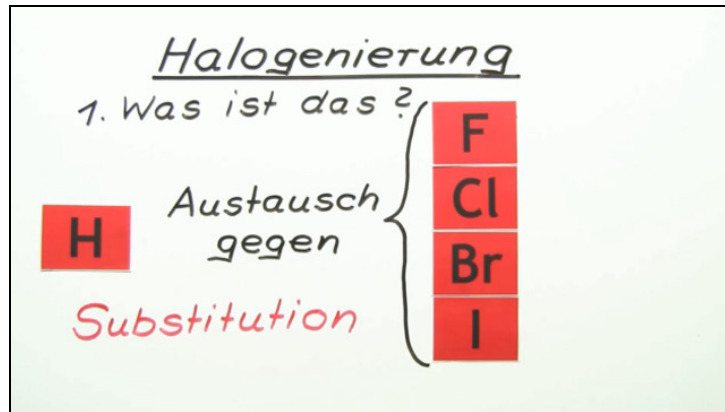 Halogenierung
1. Was ist das?
F
Cl
Br
I
H
Austausch
gegen
Substitution